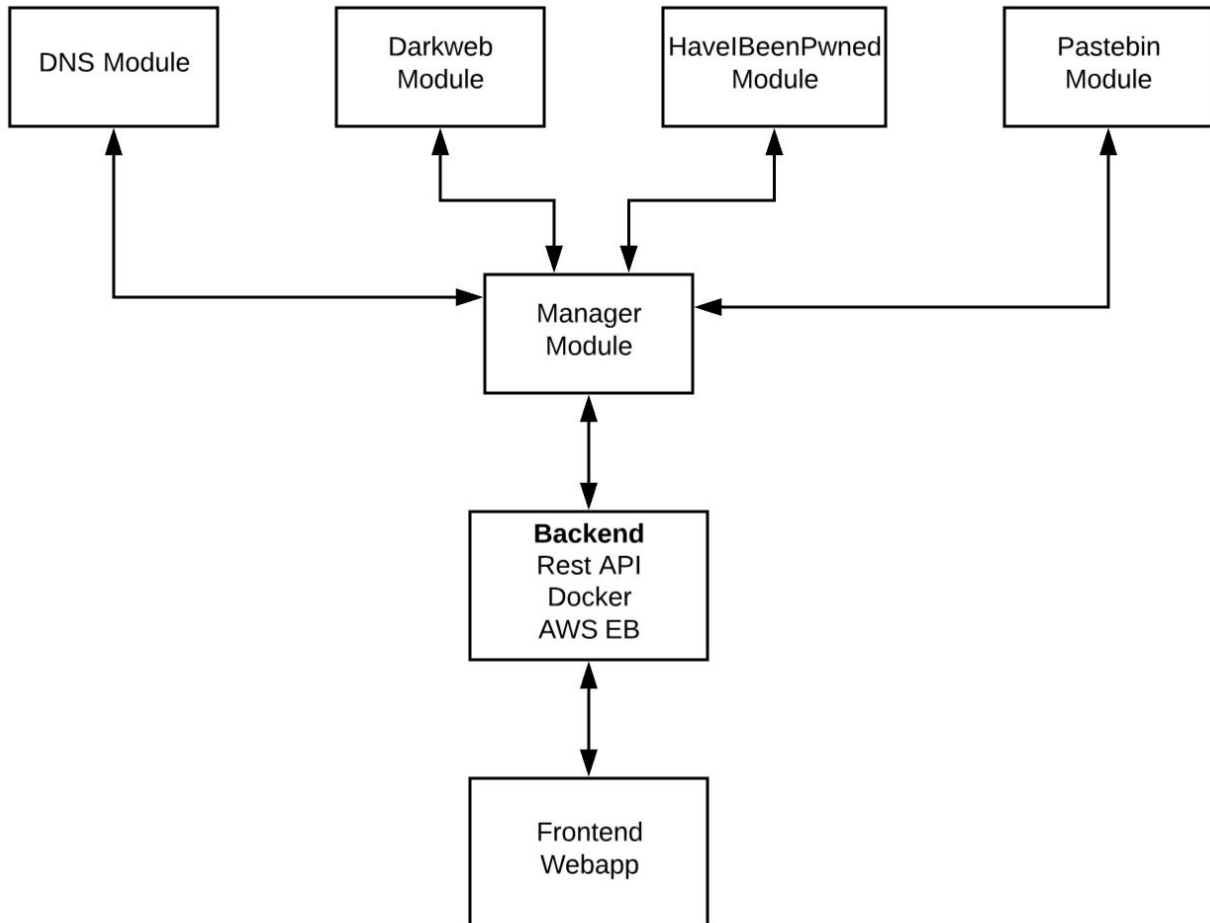 DNS Module
Darkweb
Module
HaveIBeenPwned
Module
Pastebin
Module
Manager
Module
Backend
Rest API
Docker
AWS EB
Frontend
Webapp